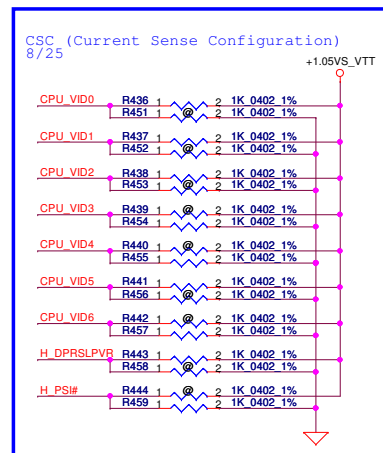 CSC (Current Sense Configuration)
8/25
+1.05VS_VTT
CPU_VID0 R436 1 2 1K_0402_1%
R451 1 @ 2 1K_0402_1%
CPU_VID1 R437 1 2 1K_0402_1%
R452 1 @ 2 1K_0402_1%
CPU_VID2 R438 1 2 1K_0402_1%
R453 1 @ 2 1K_0402_1%
CPU_VID3 R439 1 @ 2 1K_0402_1%
R454 1 2 1K_0402_1%
CPU_VID4 R440 1 @ 2 1K_0402_1%
R455 1 2 1K_0402_1%
CPU_VID5 R441 1 2 1K_0402_1%
R456 1 @ 2 1K_0402_1%
CPU_VID6 R442 1 @ 2 1K_0402_1%
R457 1 2 1K_0402_1%
H_DPRSLPVR R443 1 2 1K_0402_1%
R458 1 @ 2 1K_0402_1%
H_PSI# R444 1 @ 2 1K_0402_1%
R459 1 2 1K_0402_1%